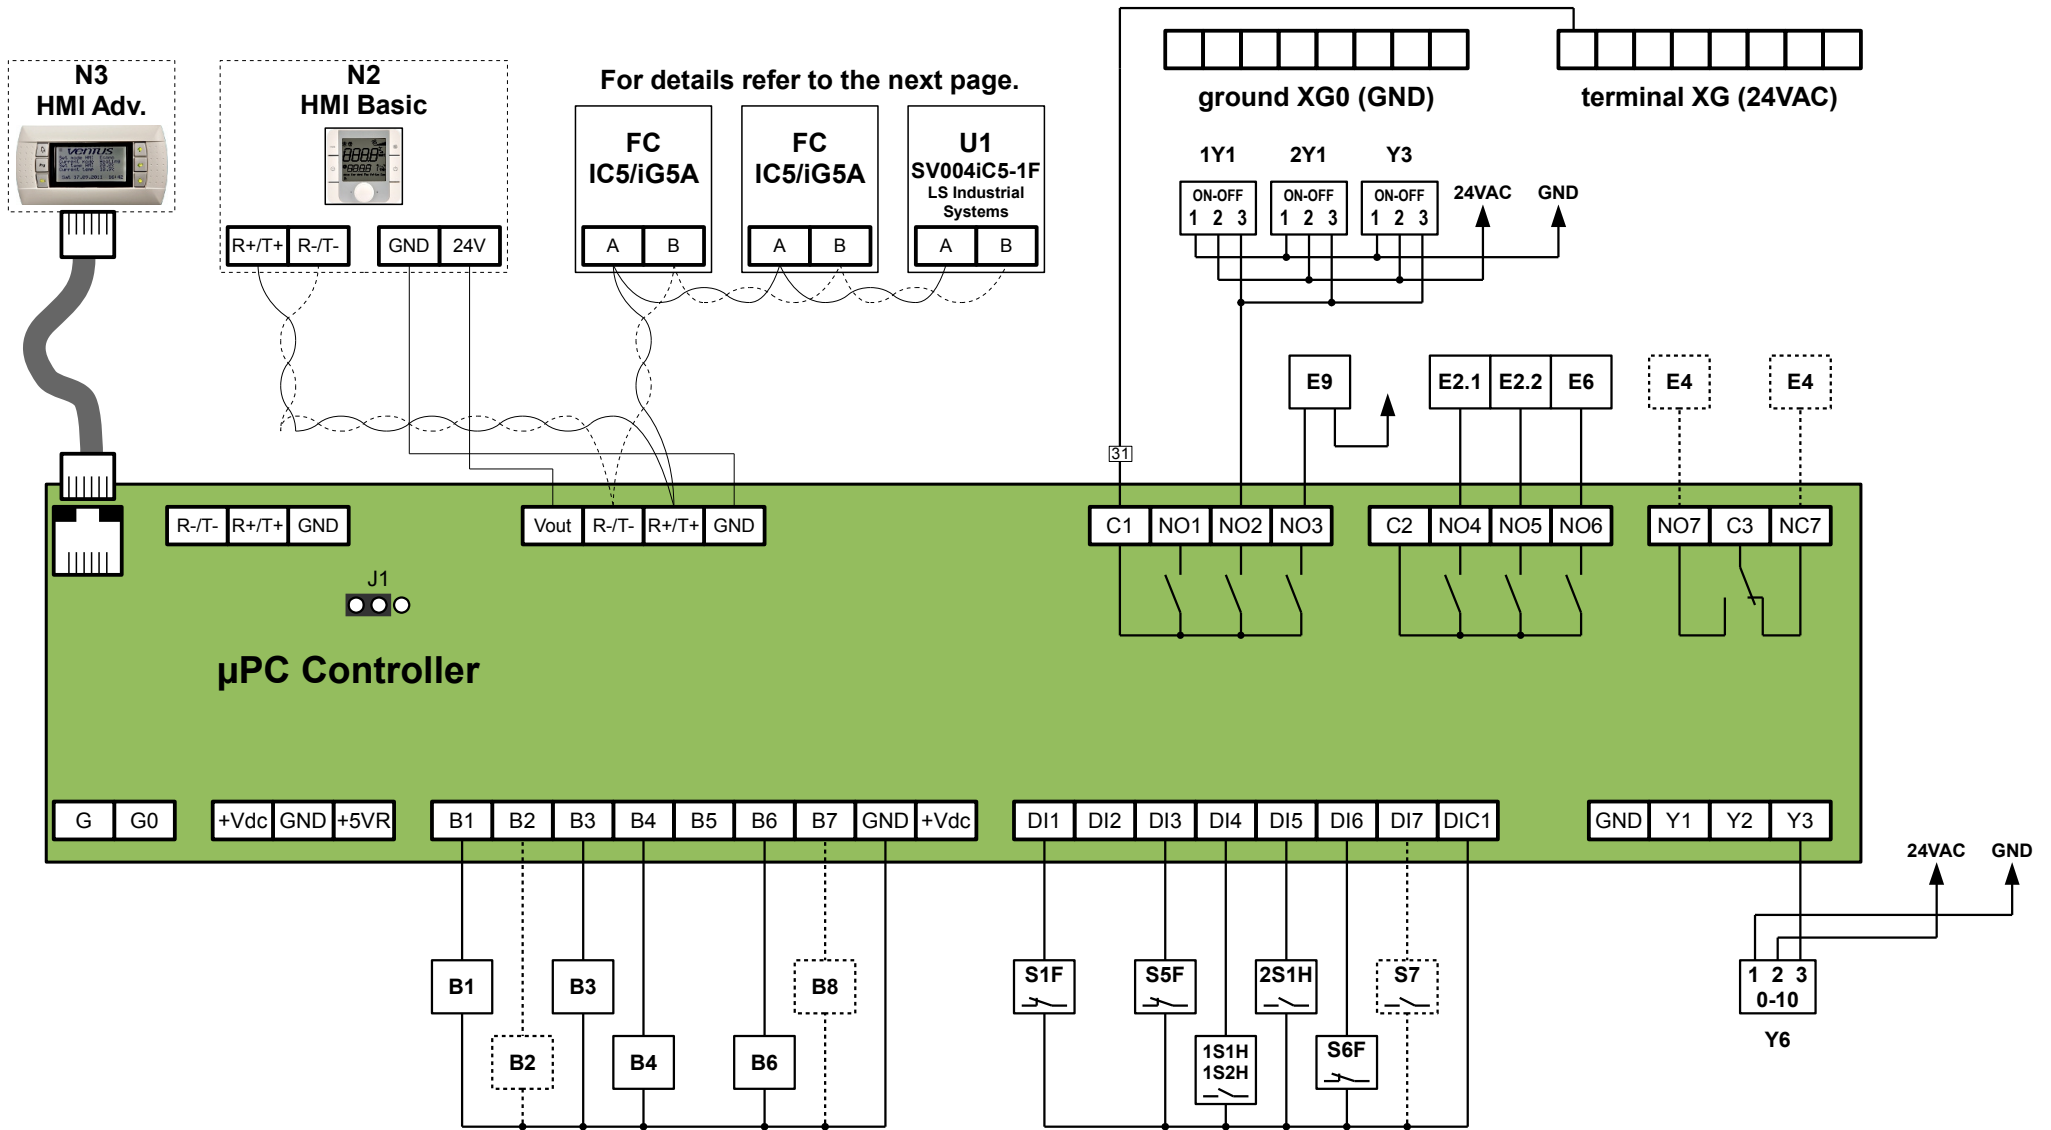 N3
HMI Adv.
VENTUS
N2
HMI Basic
R+/T+ R-/T- GND 24V
For details refer to the next page.
FC
IC5/iG5A
A B
FC
IC5/iG5A
A B
U1
SV004iC5-1F
LS Industrial
Systems
A B
ground XG0 (GND)
terminal XG (24VAC)
1Y1 2Y1 Y3
ON-OFF ON-OFF ON-OFF
1 2 3 1 2 3 1 2 3
24VAC GND
E9
E2.1 E2.2 E6
E4 E4
31
R-/T- R+/T+ GND
Vout R-/T- R+/T+ GND
C1 NO1 NO2 NO3
C2 NO4 NO5 NO6
NO7 C3 NC7
J1
µPC Controller
G G0
+Vdc GND +5VR
B1 B2 B3 B4 B5 B6 B7 GND +Vdc
DI1 DI2 DI3 DI4 DI5 DI6 DI7 DIC1
GND Y1 Y2 Y3
24VAC GND
B1 B3 B8
B2 B4 B6
S1F S5F 2S1H S7
1S1H
1S2H
S6F
1 2 3
0-10
Y6